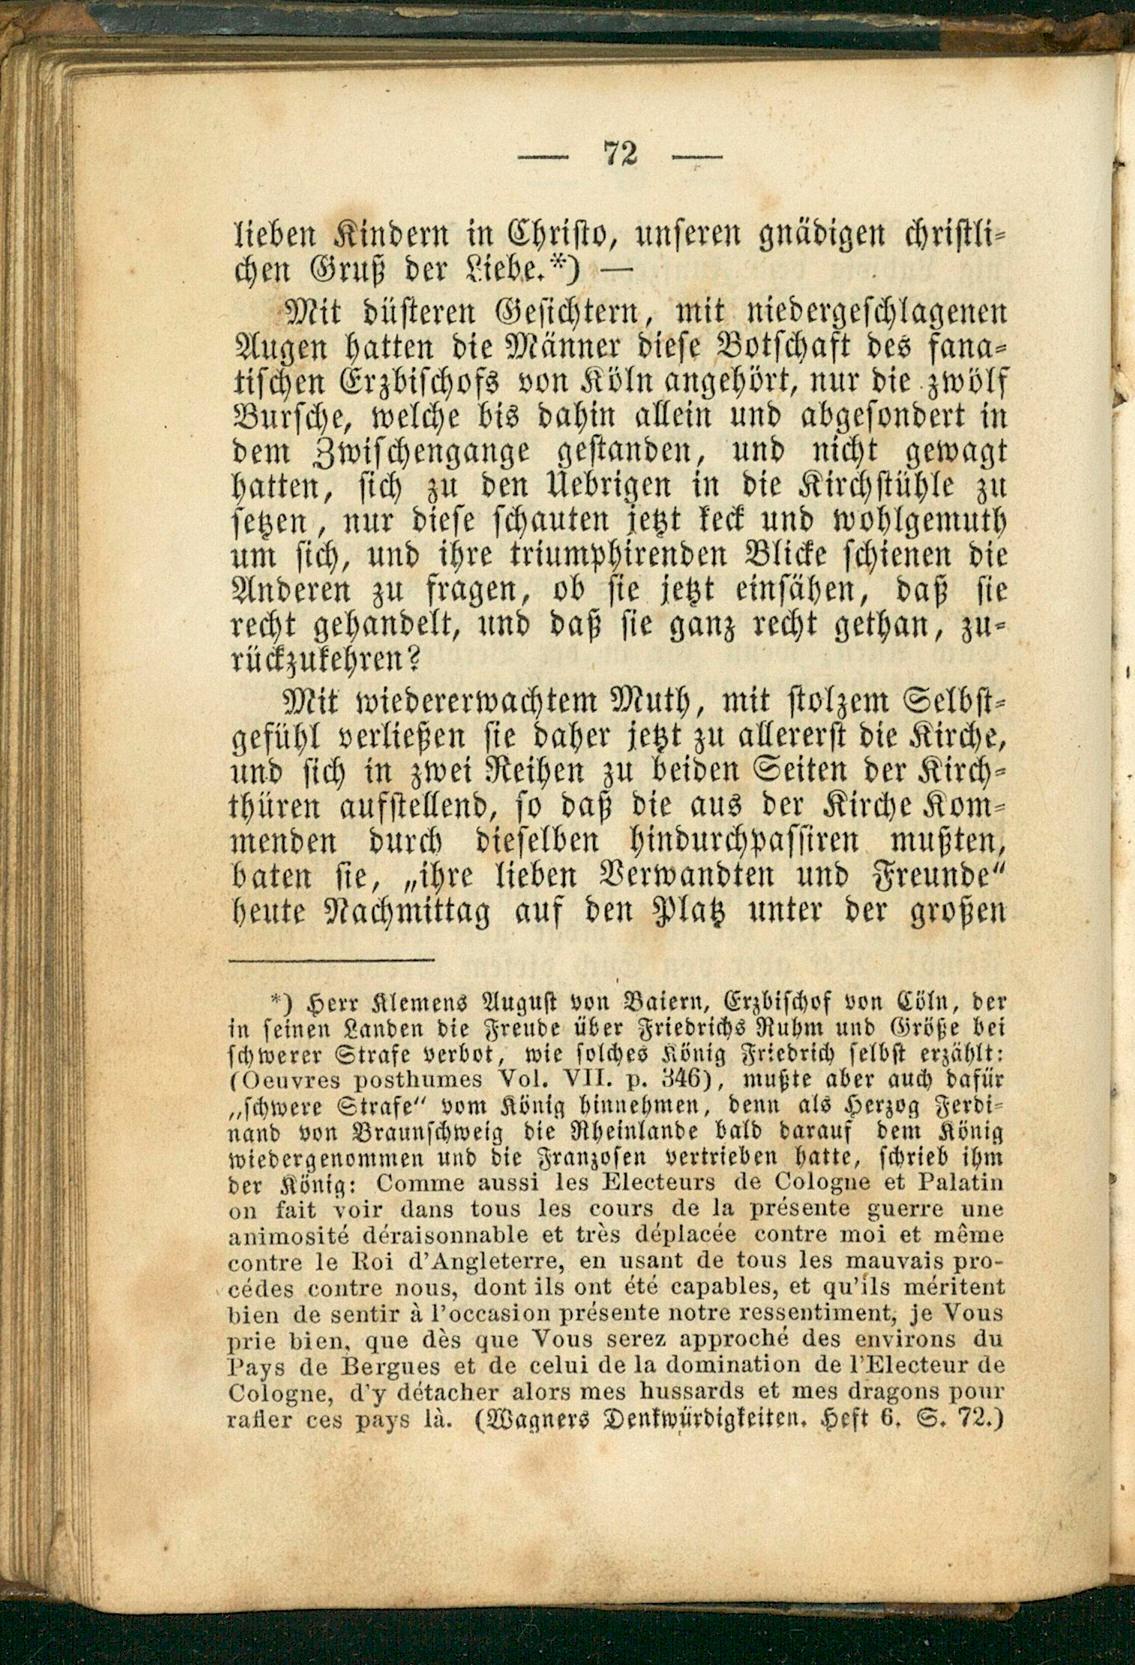 — 72 —
lieben Kindern in Christo, unseren gnädigen christli-
chen Gruß der Liebe.*) —
Mit düsteren Gesichtern, mit niedergeschlagenen
Augen hatten die Männer diese Botschaft des fana-
tischen Erzbischofs von Köln angehört, nur die zwölf
Bursche, welche bis dahin allein und abgesondert in
dem Zwischengange gestanden, und nicht gewagt
hatten, sich zu den Uebrigen in die Kirchstühle zu
setzen, nur diese schauten jetzt keck und wohlgemuth
um sich, und ihre triumphirenden Blicke schienen die
Anderen zu fragen, ob sie jetzt einsähen, daß sie
recht gehandelt, und daß sie ganz recht gethan, zu-
rückzukehren?
Mit wiedererwachtem Muth, mit stolzem Selbst-
gefühl verließen sie daher jetzt zu allererst die Kirche,
und sich in zwei Reihen zu beiden Seiten der Kirch-
thüren aufstellend, so daß die aus der Kirche Kom-
menden durch dieselben hindurchpassiren mußten,
baten sie, „ihre lieben Verwandten und Freunde“
heute Nachmittag auf den Platz unter der großen
*) Herr Klemens August von Baiern, Erzbischof von Cöln, der
in seinen Landen die Freude über Friedrichs Ruhm und Größe bei
schwerer Strafe verbot, wie solches König Friedrich selbst erzählt:
(Oeuvres posthumes Vol. VII. p. 346), mußte aber auch dafür
„schwere Strafe“ vom König hinnehmen, denn als Herzog Ferdi-
nand von Braunschweig die Rheinlande bald darauf dem König
wiedergenommen und die Franzosen vertrieben hatte, schrieb ihm
der König: Comme aussi les Electeurs de Cologne et Palatin
on fait voir dans tous les cours de la présente guerre une
animosité déraisonnable et très déplacée contre moi et même
contre le Roi d'Angleterre, en usant de tous les mauvais pro-
cédes contre nous, dont ils ont été capables, et qu'ils méritent
bien de sentir à l'occasion présente notre ressentiment, je Vous
prie bien, que dès que Vous serez approché des environs du
Pays de Bergues et de celui de la domination de l'Electeur de
Cologne, d'y détacher alors mes hussards et mes dragons pour
rafler ces pays là. (Wagners Denkwürdigkeiten. Heft 6. S. 72.)